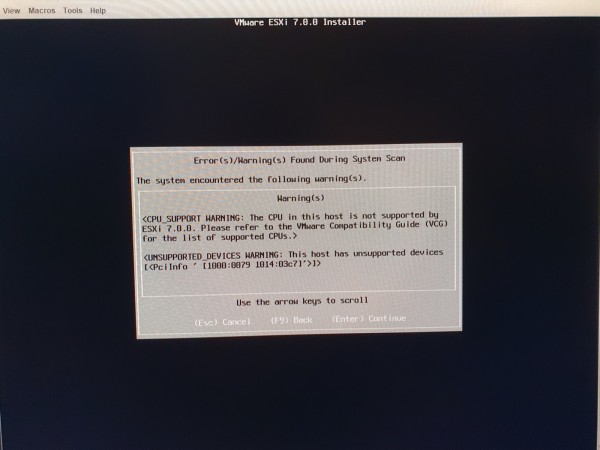 View Macros Tools Help
VMware ESXi 7.0.0 Installer
Error(s)/Warning(s) Found During System Scan
The system encountered the following warning(s).
Warning(s)
<CPU_SUPPORT WARNING: The CPU in this host is not supported by
ESXi 7.0.0. Please refer to the VMware Compatibility Guide (VCG)
for the list of supported CPUs.>
<UNSUPPORTED_DEVICES WARNING: This host has unsupported devices
[<PciInfo ' [1000:0079 1014:03c7]'>]>
Use the arrow keys to scroll
(Esc) Cancel (F9) Back (Enter) Continue